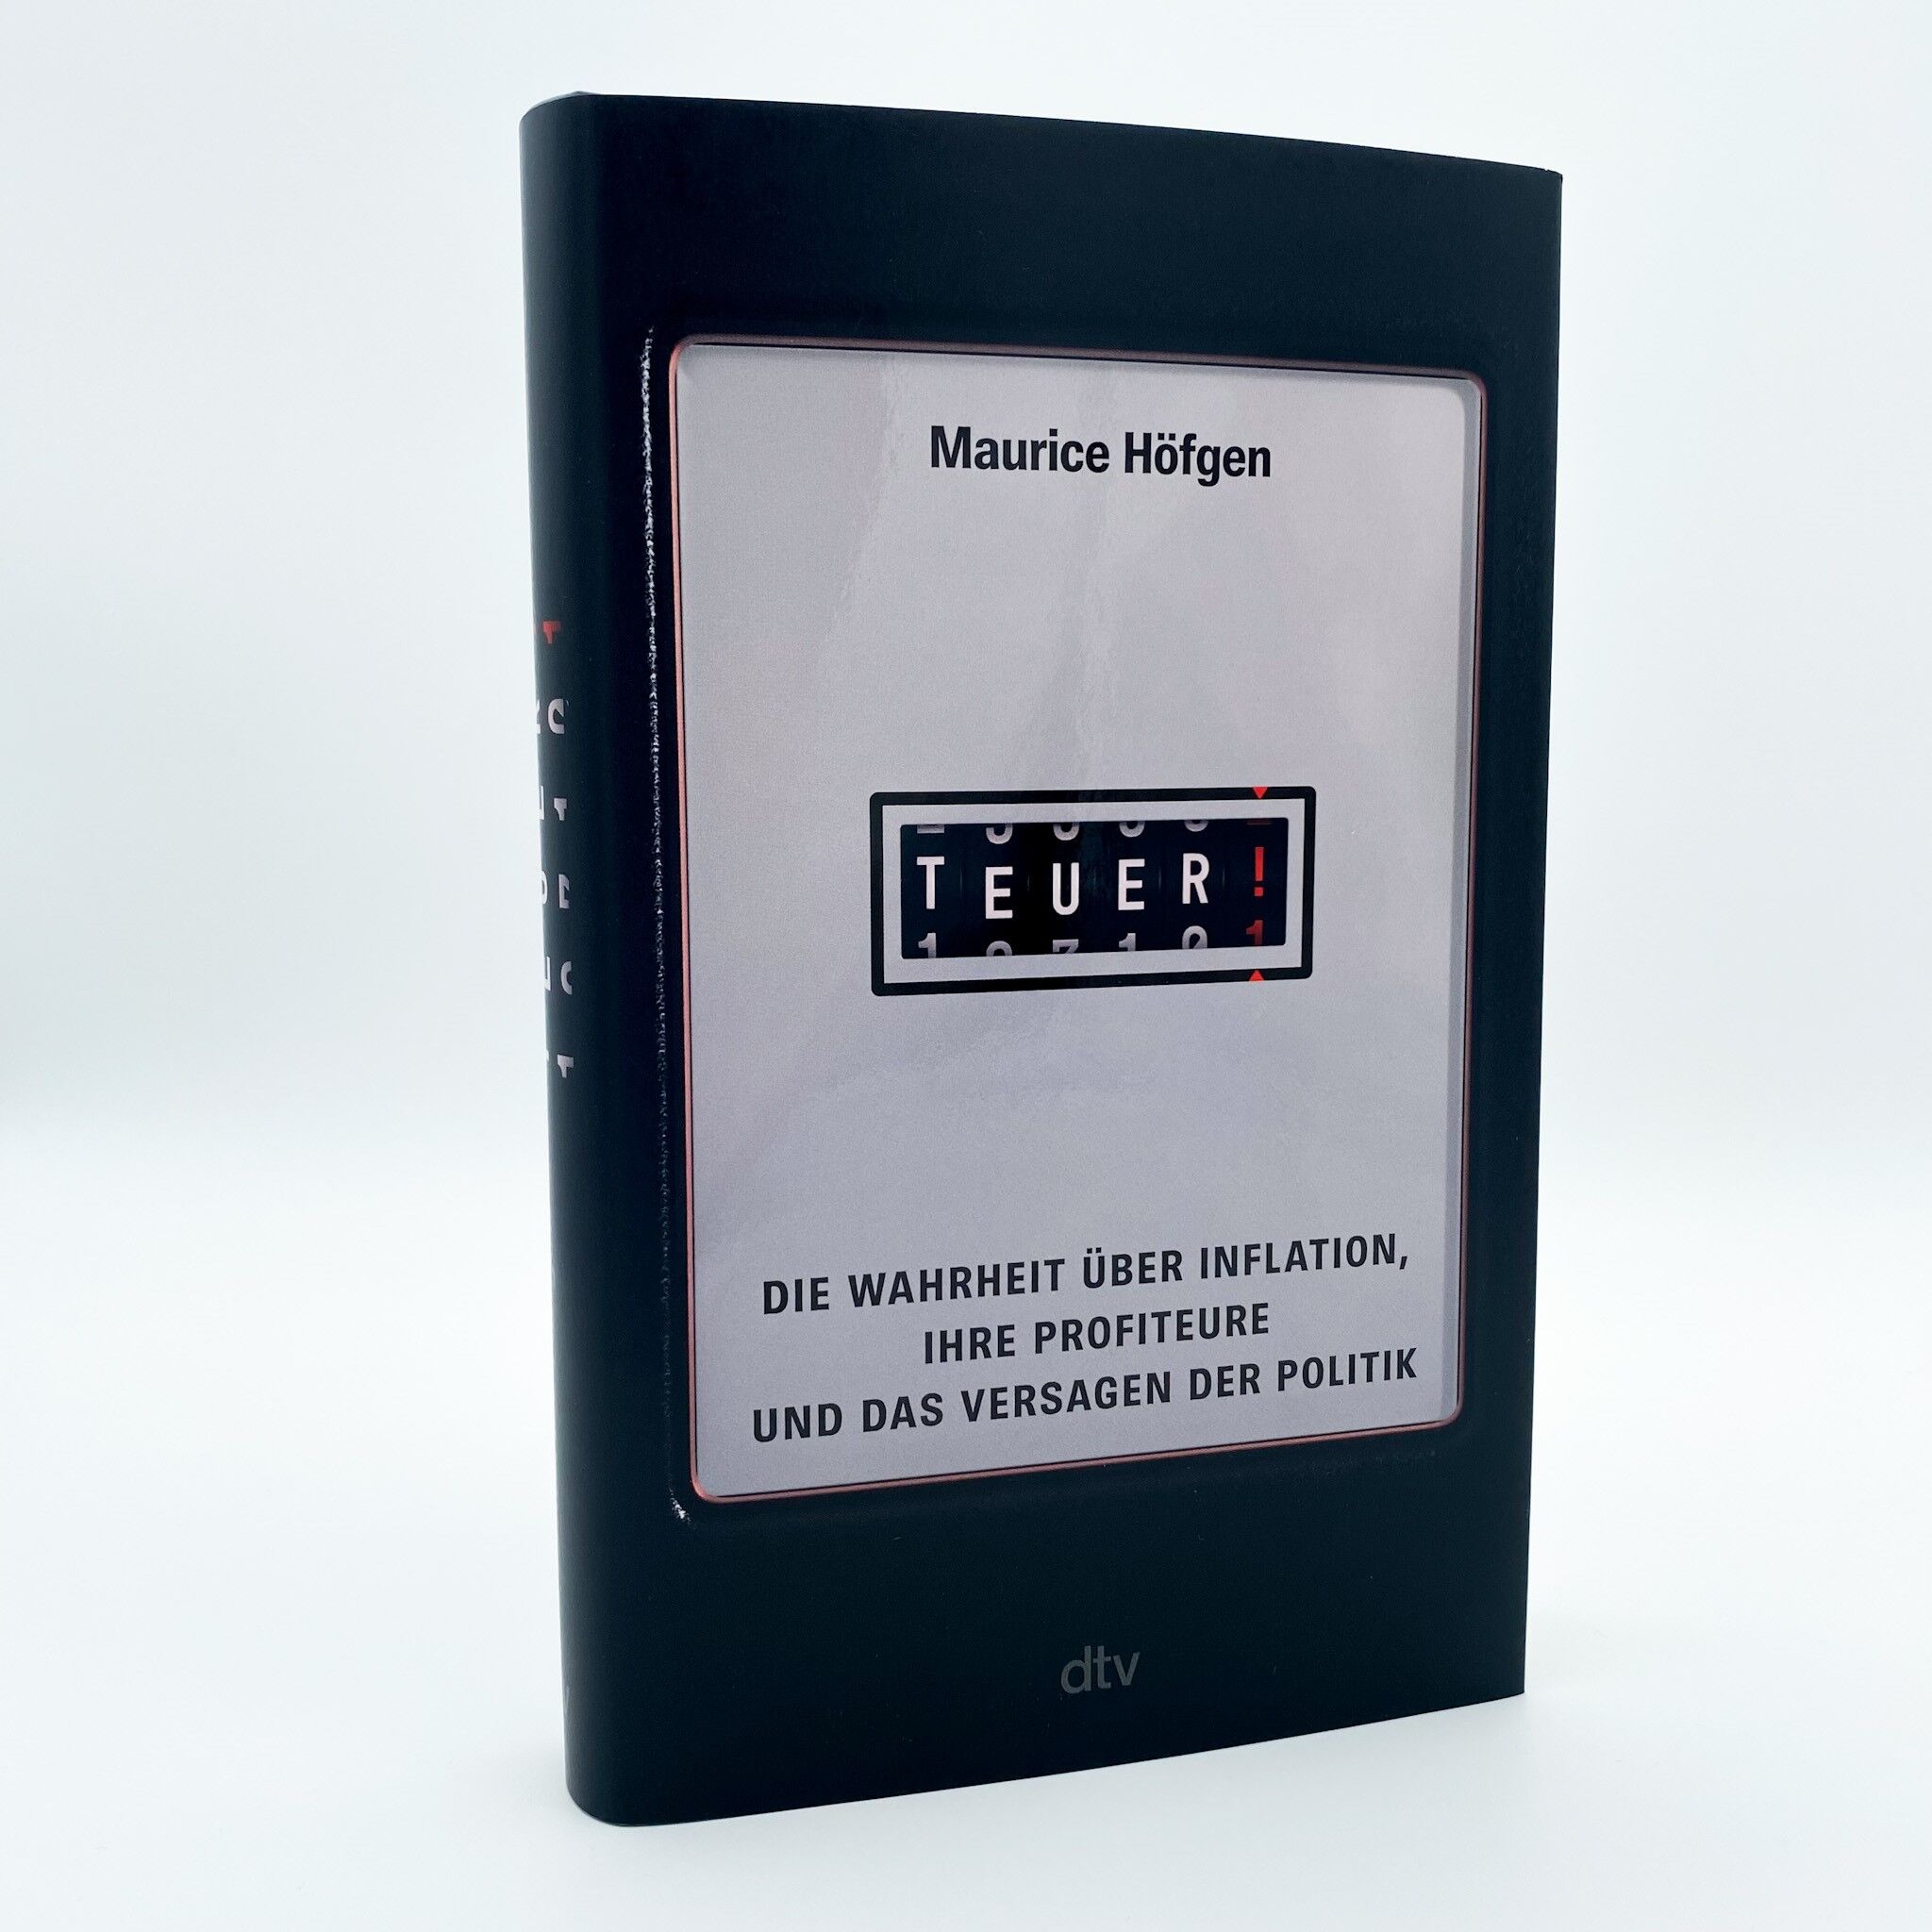 Maurice Höfgen
TEUER!
DIE WAHRHEIT ÜBER INFLATION,
IHRE PROFITEURE
UND DAS VERSAGEN DER POLITIK
dtv